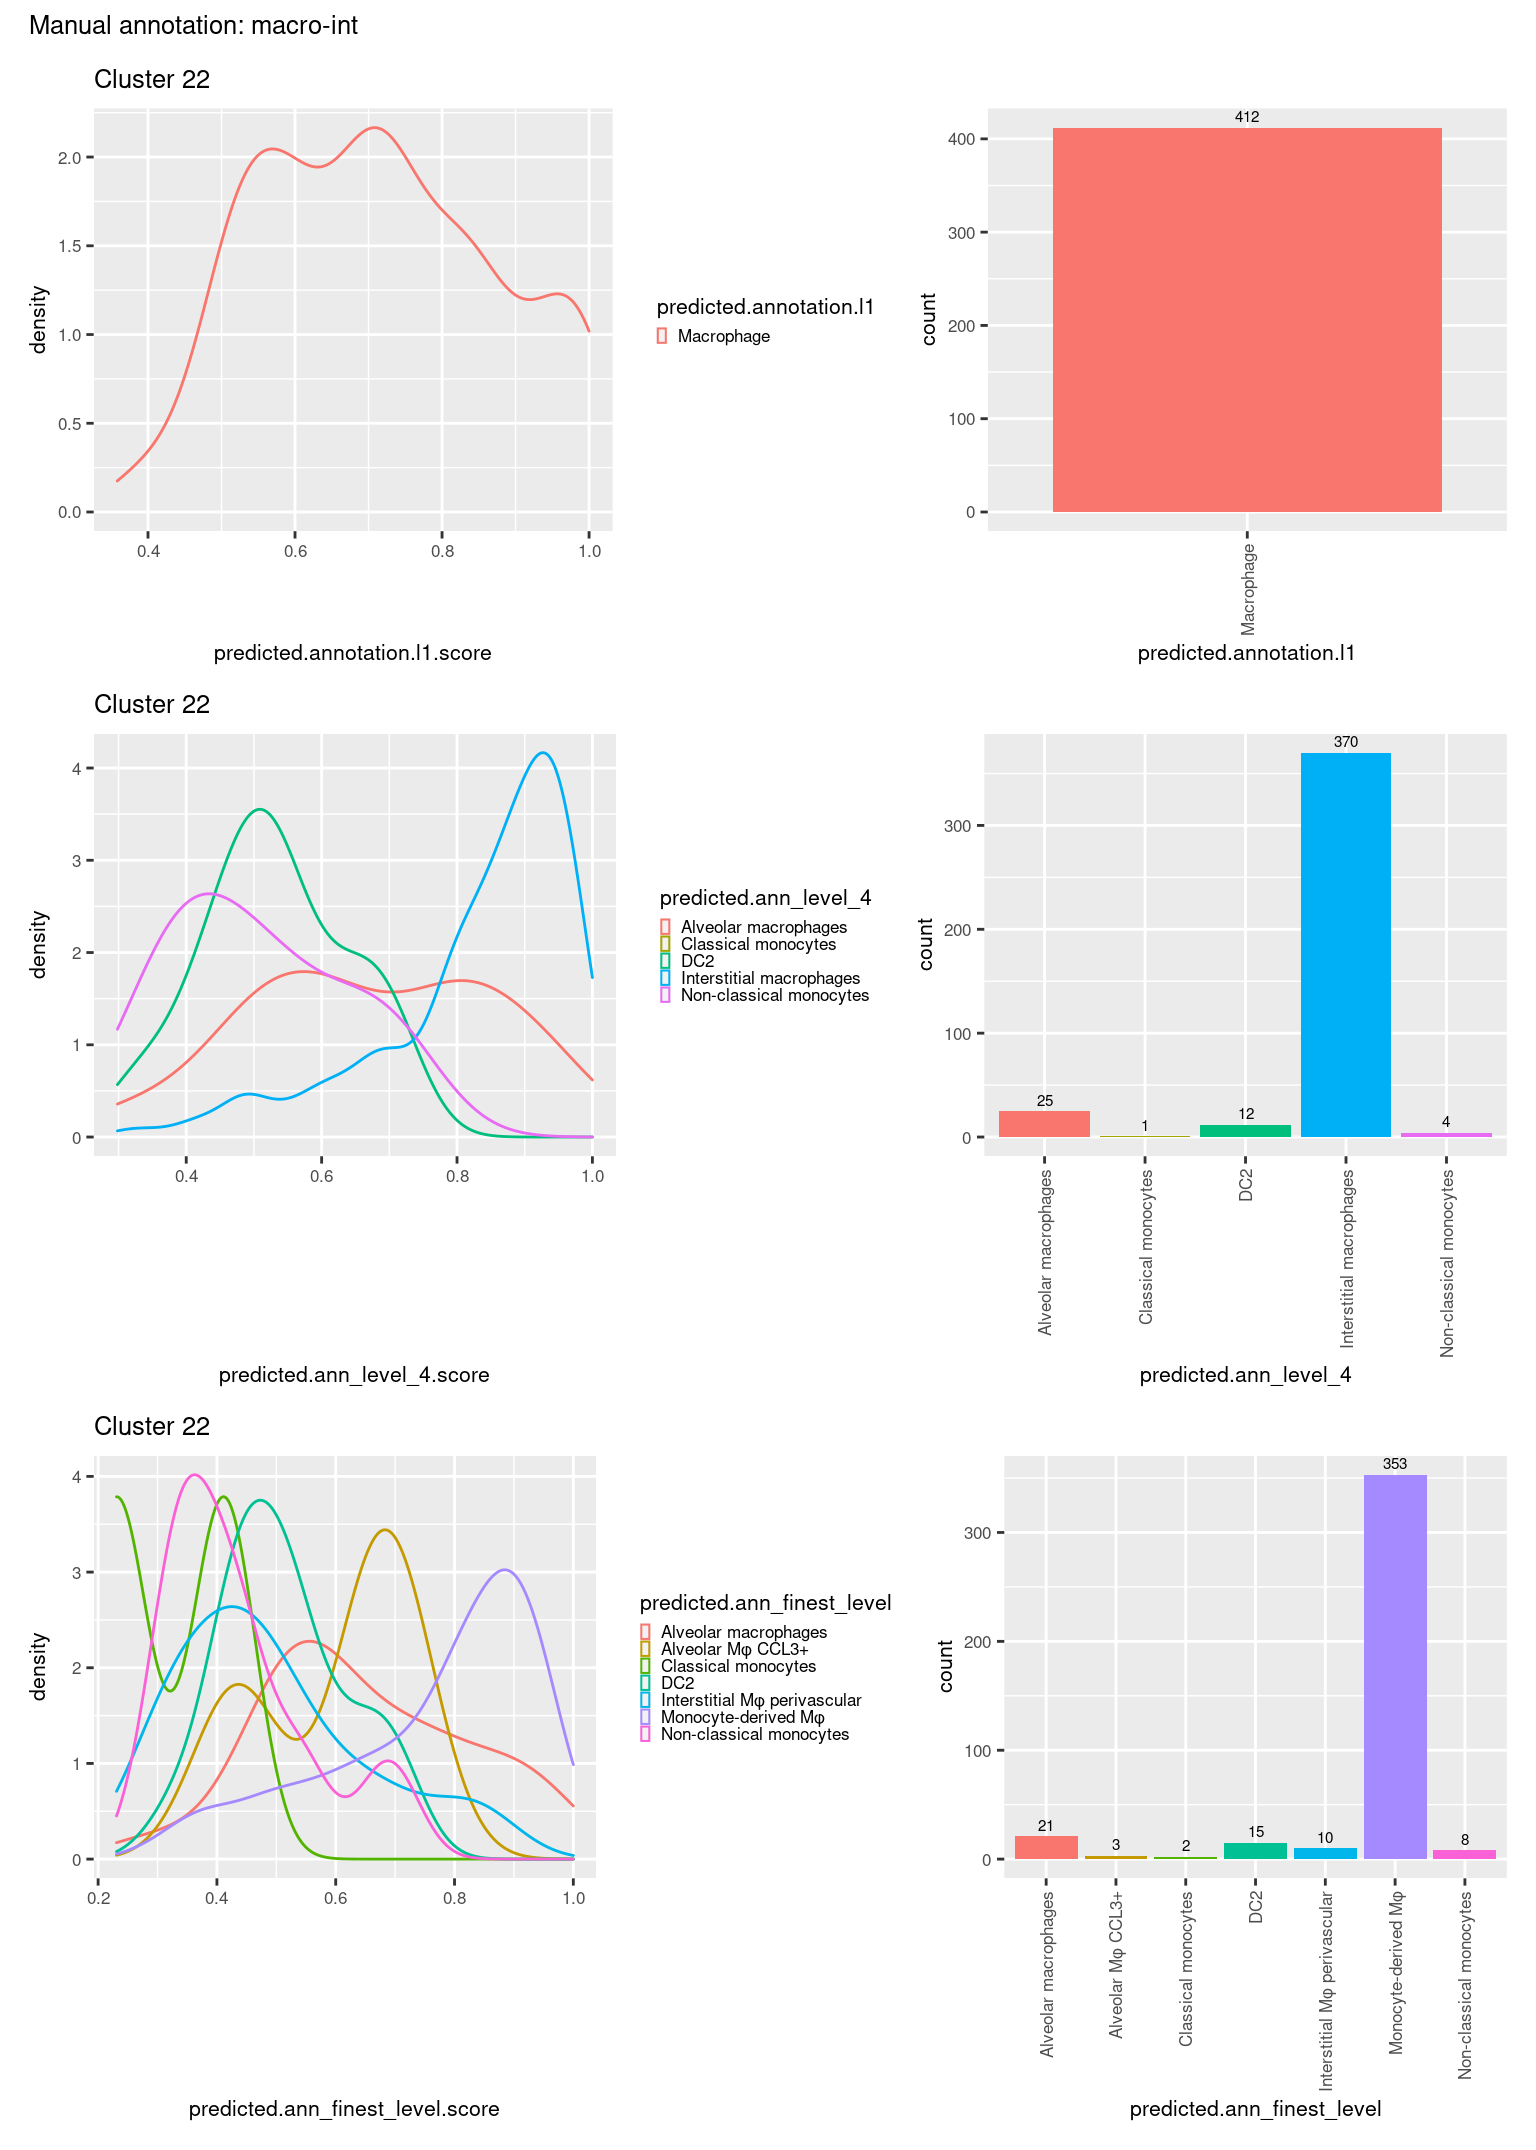 Manual annotation: macro-int
Cluster 22
density
2.0
1.5
1.0
0.5
0.0
0.4 0.6 0.8 1.0
predicted.annotation.l1.score
predicted.annotation.l1
Macrophage
count
400
300
200
100
0
412
Macrophage
predicted.annotation.l1
Cluster 22
density
4
3
2
1
0
0.4 0.6 0.8 1.0
predicted.ann_level_4.score
predicted.ann_level_4
Alveolar macrophages
Classical monocytes
DC2
Interstitial macrophages
Non-classical monocytes
count
300
200
100
0
25 1 12 370 4
Alveolar macrophages
Classical monocytes
DC2
Interstitial macrophages
Non-classical monocytes
predicted.ann_level_4
Cluster 22
density
4
3
2
1
0
0.2 0.4 0.6 0.8 1.0
predicted.ann_finest_level.score
predicted.ann_finest_level
Alveolar macrophages
Alveolar Mφ CCL3+
Classical monocytes
DC2
Interstitial Mφ perivascular
Monocyte-derived Mφ
Non-classical monocytes
count
300
200
100
0
21 3 2 15 10 353 8
Alveolar macrophages
Alveolar Mφ CCL3+
Classical monocytes
DC2
Interstitial Mφ perivascular
Monocyte-derived Mφ
Non-classical monocytes
predicted.ann_finest_level